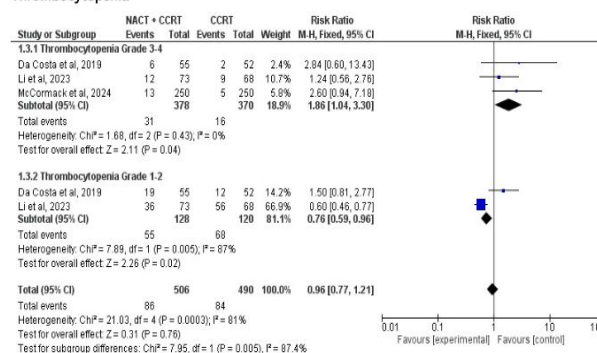 Thrombocytopenia
NACT + CCRT CCRT Risk Ratio Risk Ratio
Study or Subgroup Events Total Events Total Weight M-H, Fixed, 95% CI M-H, Fixed, 95% CI
1.3.1 Thrombocytopenia Grade 3-4
Da Costa et al, 2019 6 55 2 52 2.4% 2.84 [0.60, 13.43]
Li et al, 2023 12 73 9 68 10.7% 1.24 [0.56, 2.76]
McCormack et al, 2024 13 250 5 250 5.8% 2.60 [0.94, 7.18]
Subtotal (95% CI) 378 370 18.9% 1.86 [1.04, 3.30]
Total events 31 16
Heterogeneity: Chi² = 1.68, df = 2 (P = 0.43); I² = 0%
Test for overall effect: Z = 2.11 (P = 0.04)
1.3.2 Thrombocytopenia Grade 1-2
Da Costa et al, 2019 19 55 12 52 14.2% 1.50 [0.81, 2.77]
Li et al, 2023 36 73 56 68 66.9% 0.60 [0.46, 0.77]
Subtotal (95% CI) 128 120 81.1% 0.76 [0.59, 0.96]
Total events 55 68
Heterogeneity: Chi² = 7.89, df = 1 (P = 0.005); I² = 87%
Test for overall effect: Z = 2.26 (P = 0.02)
Total (95% CI) 506 490 100.0% 0.96 [0.77, 1.21]
Total events 86 84
Heterogeneity: Chi² = 21.03, df = 4 (P = 0.0003); I² = 81%
Test for overall effect: Z = 0.31 (P = 0.76)
Test for subgroup differences: Chi² = 7.95, df = 1 (P = 0.005), I² = 87.4%
0.01 0.1 1 10 100
Favours [experimental] Favours [control]